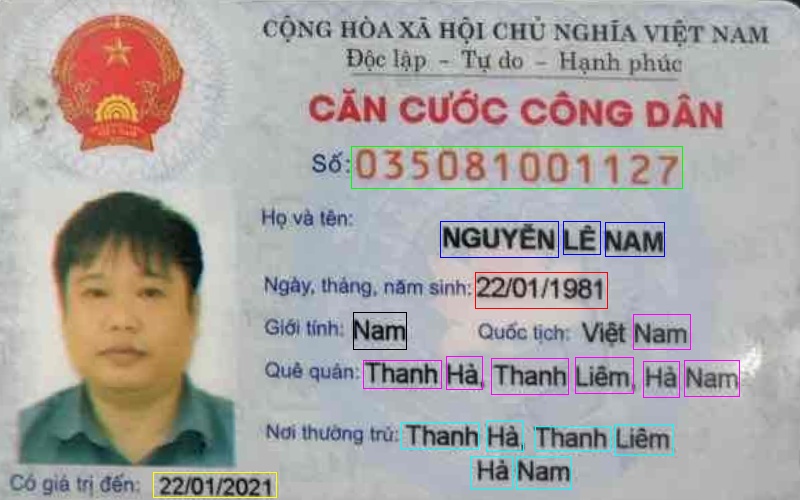 CỘNG HÒA XÃ HỘI CHỦ NGHĨA VIỆT NAM
Độc lập - Tự do - Hạnh phúc
CĂN CƯỚC CÔNG DÂN
Số: 035081001127
Họ và tên:
NGUYỄN LÊ NAM
Ngày, tháng, năm sinh: 22/01/1981
Giới tính: Nam Quốc tịch: Việt Nam
Quê quán: Thanh Hà, Thanh Liêm, Hà Nam
Nơi thường trú: Thanh Hà, Thanh Liêm
Hà Nam
Có giá trị đến: 22/01/2021